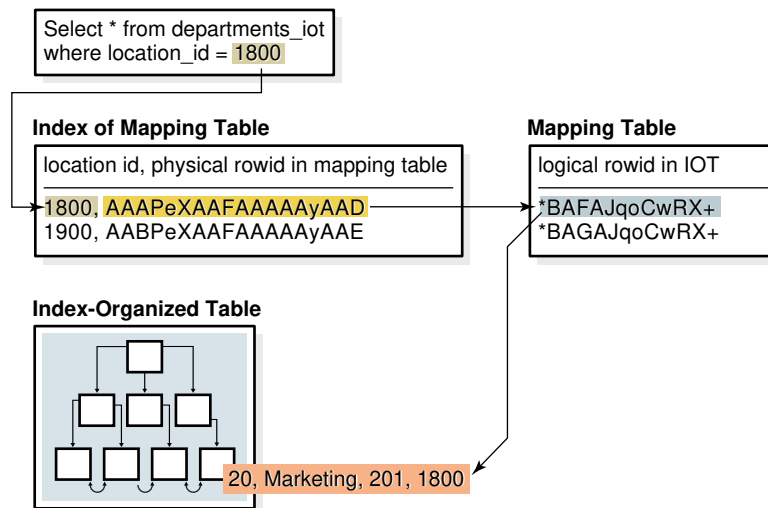 Select * from departments_iot
where location_id = 1800
Index of Mapping Table
location id, physical rowid in mapping table
1800, AAAPeXAAFAAAAAyAAD
1900, AABPeXAAFAAAAAyAAE
Mapping Table
logical rowid in IOT
*BAFAJqoCwRX+
*BAGAJqoCwRX+
Index-Organized Table
20, Marketing, 201, 1800